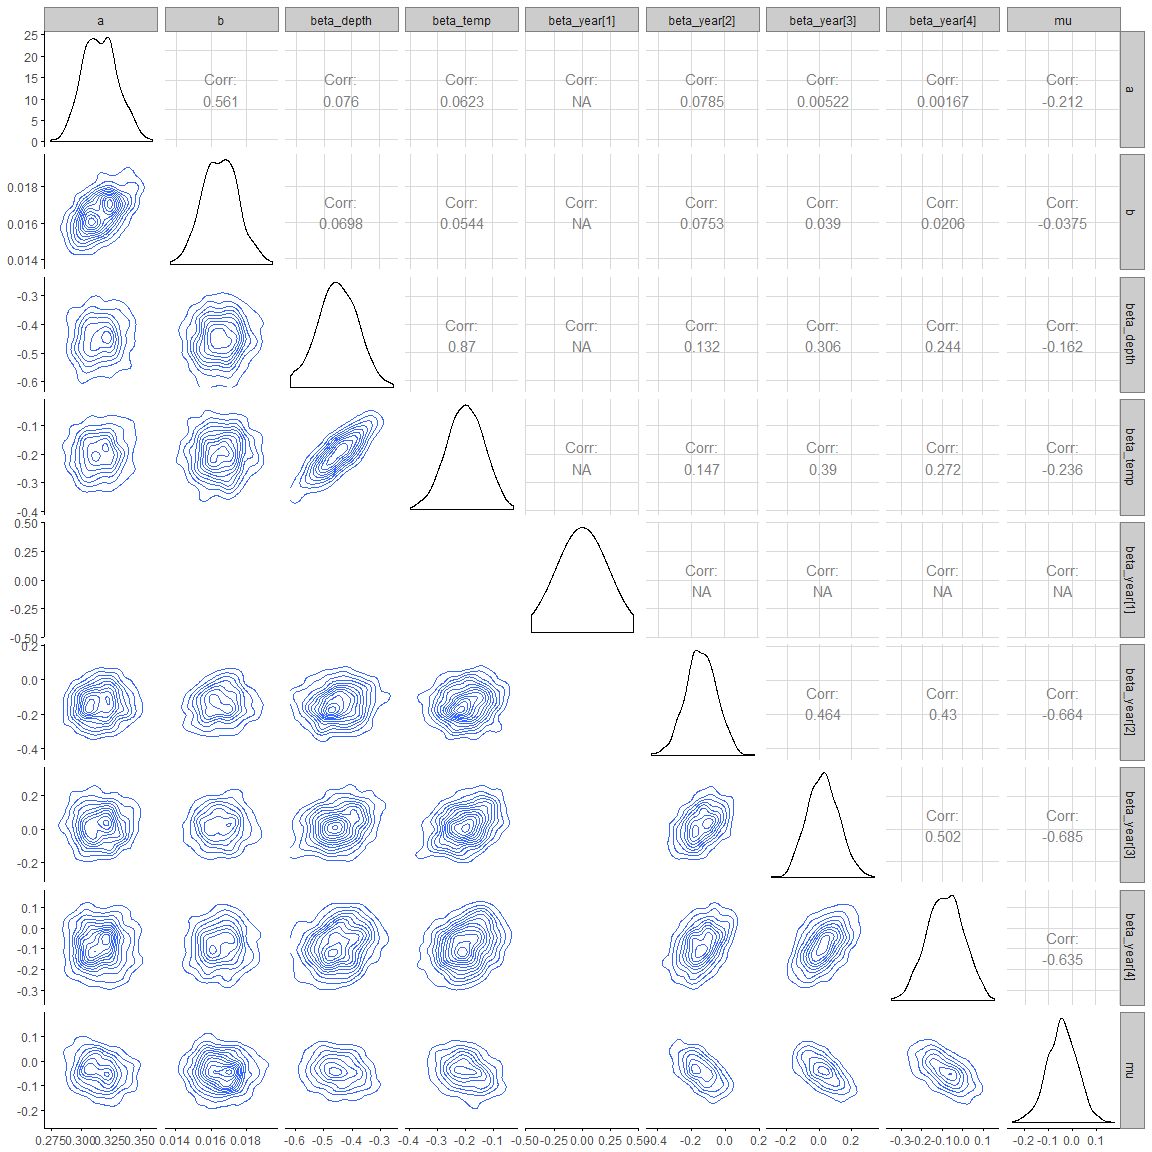 a b beta_depth beta_temp beta_year[1] beta_year[2] beta_year[3] beta_year[4] mu
25
20
15
10
5
0
Corr: Corr: Corr: Corr: Corr: Corr: Corr: Corr:
0.561 0.076 0.0623 NA 0.0785 0.00522 0.00167 -0.212
a
0.018
0.016
0.014
Corr: Corr: Corr: Corr: Corr: Corr: Corr:
0.0698 0.0544 NA 0.0753 0.039 0.0206 -0.0375
b
-0.3
-0.4
-0.5
-0.6
Corr: Corr: Corr: Corr: Corr: Corr:
0.87 NA 0.132 0.306 0.244 -0.162
beta_depth
-0.1
-0.2
-0.3
-0.4
Corr: Corr: Corr: Corr: Corr:
NA 0.147 0.39 0.272 -0.236
beta_temp
0.50
0.25
0.00
-0.25
-0.50
Corr: Corr: Corr: Corr:
NA NA NA NA
beta_year[1]
0.2
0.0
-0.2
-0.4
Corr: Corr: Corr:
0.464 0.43 -0.664
beta_year[2]
0.2
0.0
-0.2
Corr: Corr:
0.502 -0.685
beta_year[3]
0.1
0.0
-0.1
-0.2
-0.3
Corr:
-0.635
beta_year[4]
0.1
0.0
-0.1
-0.2
mu
0.275 0.300 0.325 0.350 0.014 0.016 0.018 -0.6 -0.5 -0.4 -0.3 -0.4 -0.3 -0.2 -0.1 -0.50 -0.25 0.00 0.25 0.50 -0.4 -0.2 0.0 0.2 -0.2 0.0 0.2 -0.3 -0.2 -0.1 0.0 0.1 -0.2 -0.1 0.0 0.1